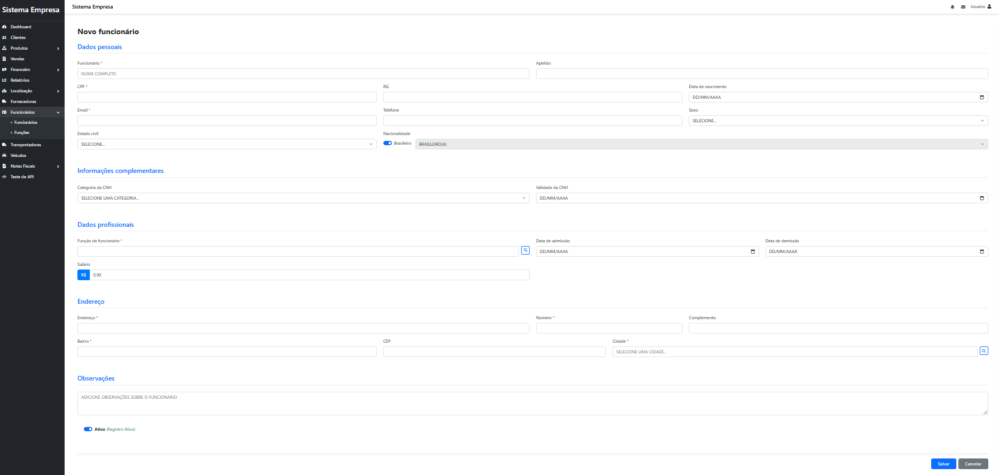 Sistema Empresa
Dashboard
Clientes
Produtos
Vendas
Financeiro
Relatórios
Localização
Fornecedores
Funcionários
Funcionários
Funções
Transportadoras
Veículos
Notas Fiscais
Teste de API
Sistema Empresa
Usuário
Novo funcionário
Dados pessoais
Funcionário * Apelido
NOME COMPLETO
CPF * RG Data de nascimento
DD/MM/AAAA
Email * Telefone Sexo
SELECIONE...
Estado civil Nacionalidade
SELECIONE... Brasileiro BRASILEIRO(A)
Informações complementares
Categoria da CNH Validade da CNH
SELECIONE UMA CATEGORIA... DD/MM/AAAA
Dados profissionais
Função de funcionário * Data de admissão Data de demissão
DD/MM/AAAA DD/MM/AAAA
Salário
R$ 0,00
Endereço
Endereço * Número * Complemento
Bairro * CEP Cidade *
SELECIONE UMA CIDADE...
Observações
ADICIONE OBSERVAÇÕES SOBRE O FUNCIONÁRIO
Ativo (Registro Ativo)
Salvar Cancelar